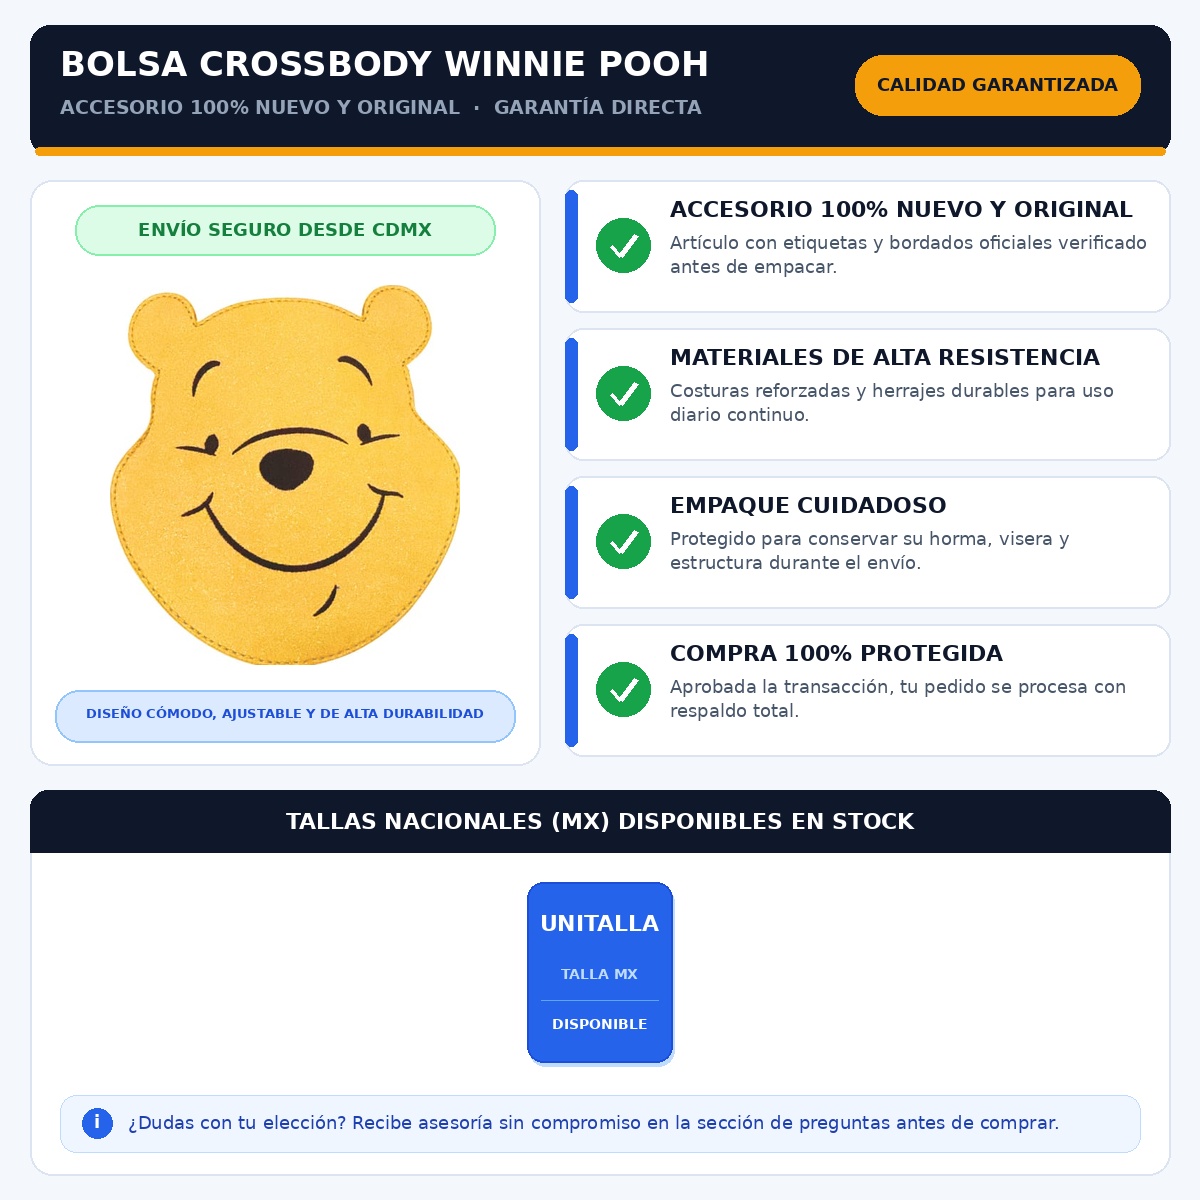 BOLSA CROSSBODY WINNIE POOH
ACCESORIO 100% NUEVO Y ORIGINAL · GARANTÍA DIRECTA
CALIDAD GARANTIZADA
ENVÍO SEGURO DESDE CDMX
DISEÑO CÓMODO, AJUSTABLE Y DE ALTA DURABILIDAD
ACCESORIO 100% NUEVO Y ORIGINAL
Artículo con etiquetas y bordados oficiales verificado
antes de empacar.
MATERIALES DE ALTA RESISTENCIA
Costuras reforzadas y herrajes durables para uso
diario continuo.
EMPAQUE CUIDADOSO
Protegido para conservar su horma, visera y
estructura durante el envío.
COMPRA 100% PROTEGIDA
Aprobada la transacción, tu pedido se procesa con
respaldo total.
TALLAS NACIONALES (MX) DISPONIBLES EN STOCK
UNITALLA
TALLA MX
DISPONIBLE
i ¿Dudas con tu elección? Recibe asesoría sin compromiso en la sección de preguntas antes de comprar.